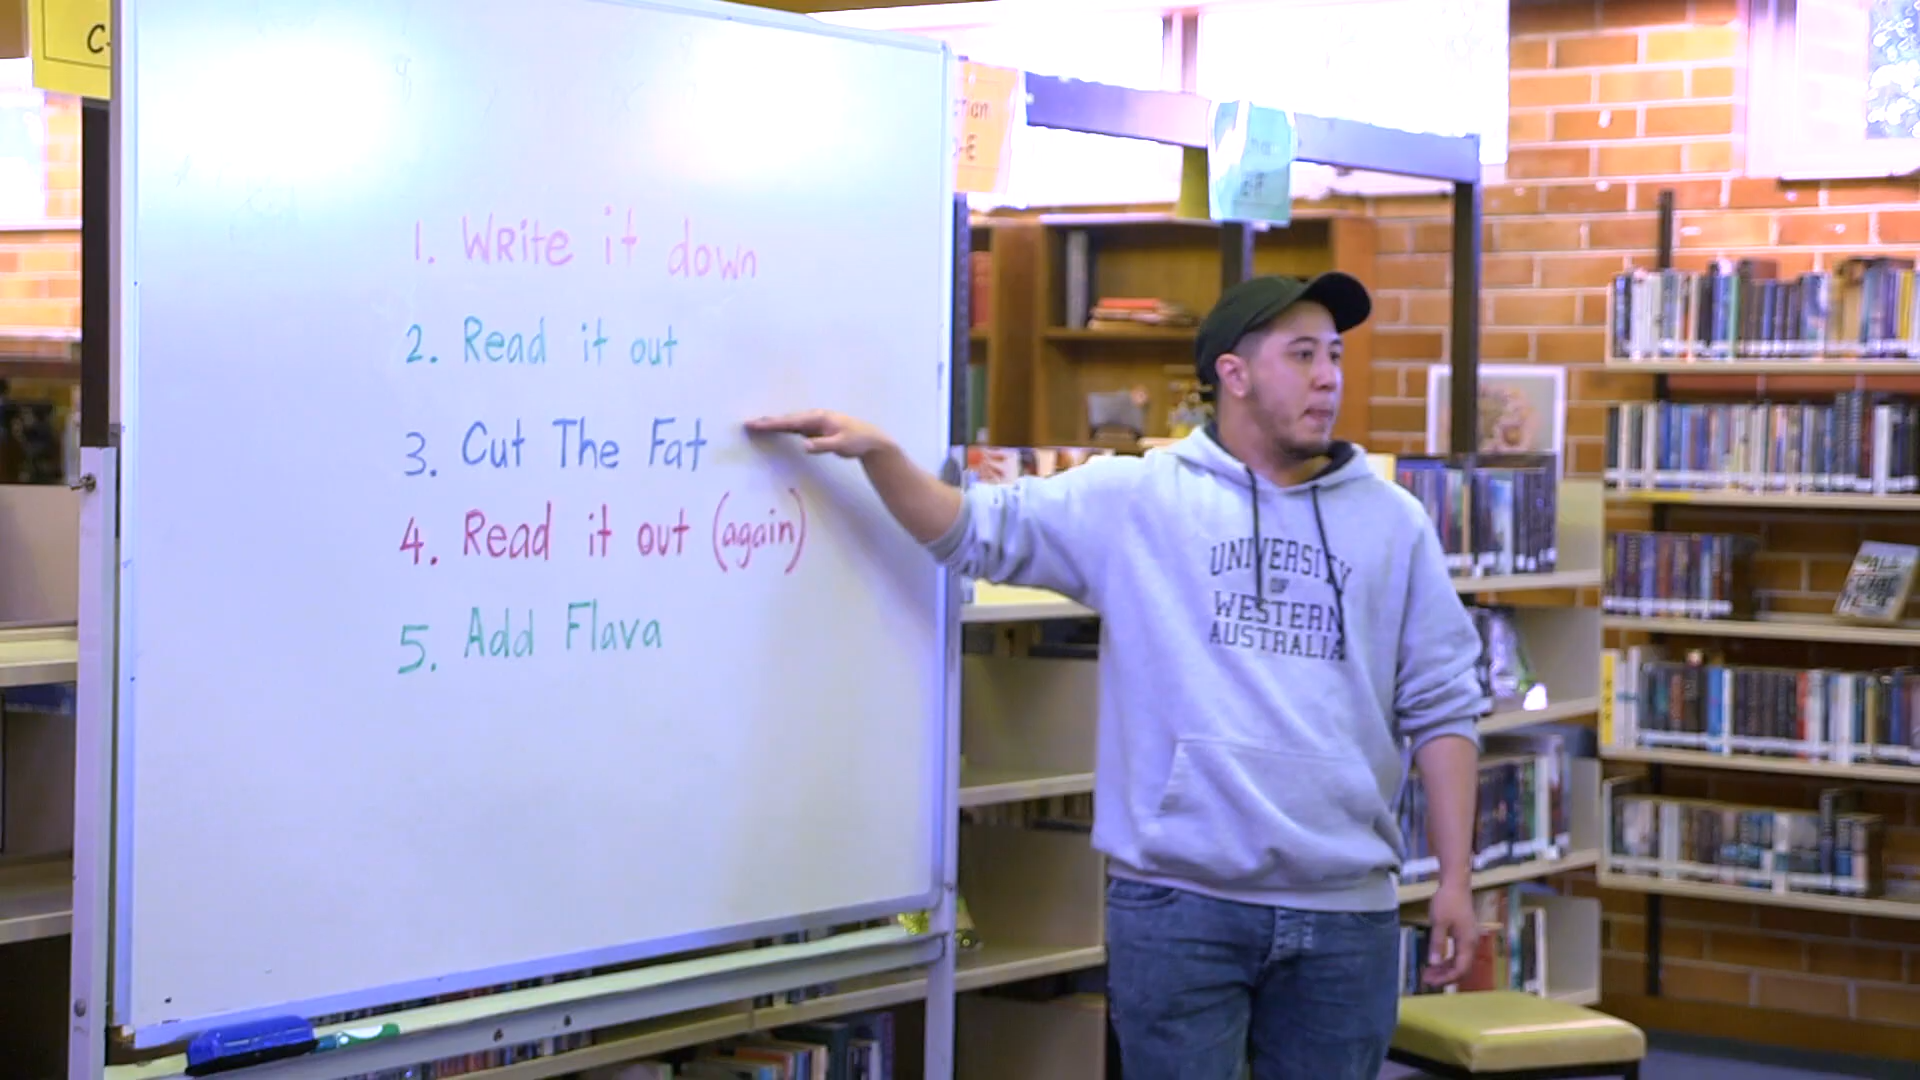 1. Write it down
2. Read it out
3. Cut The Fat
4. Read it out (again)
5. Add Flava
UNIVERSITY
OF
WESTERN
AUSTRALIA